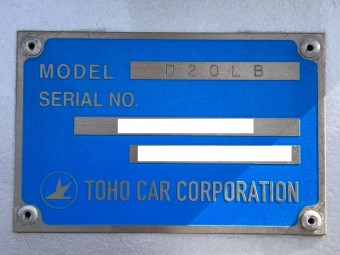 MODEL D20LB
SERIAL NO.
TOHO CAR CORPORATION